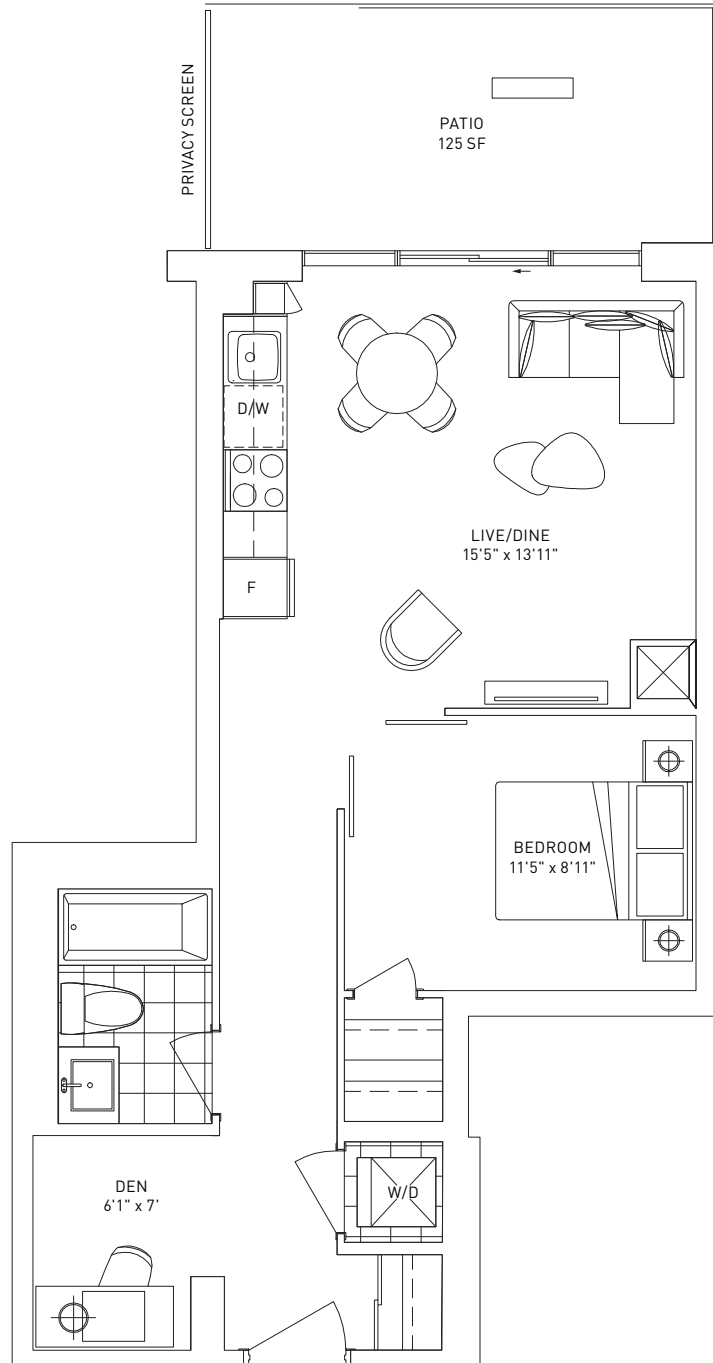 PRIVACY SCREEN
PATIO
125 SF
D/W
F
LIVE/DINE
15'5" x 13'11"
BEDROOM
11'5" x 8'11"
DEN
6'1" x 7'
W/D